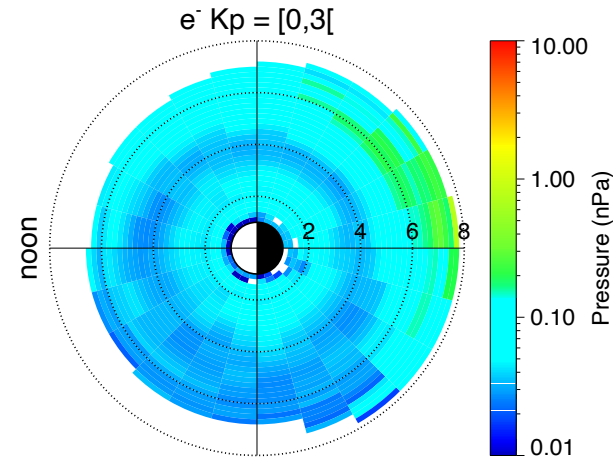 e- Kp = [0,3[
noon
2 4 6 8
10.00
1.00
0.10
0.01
Pressure (nPa)